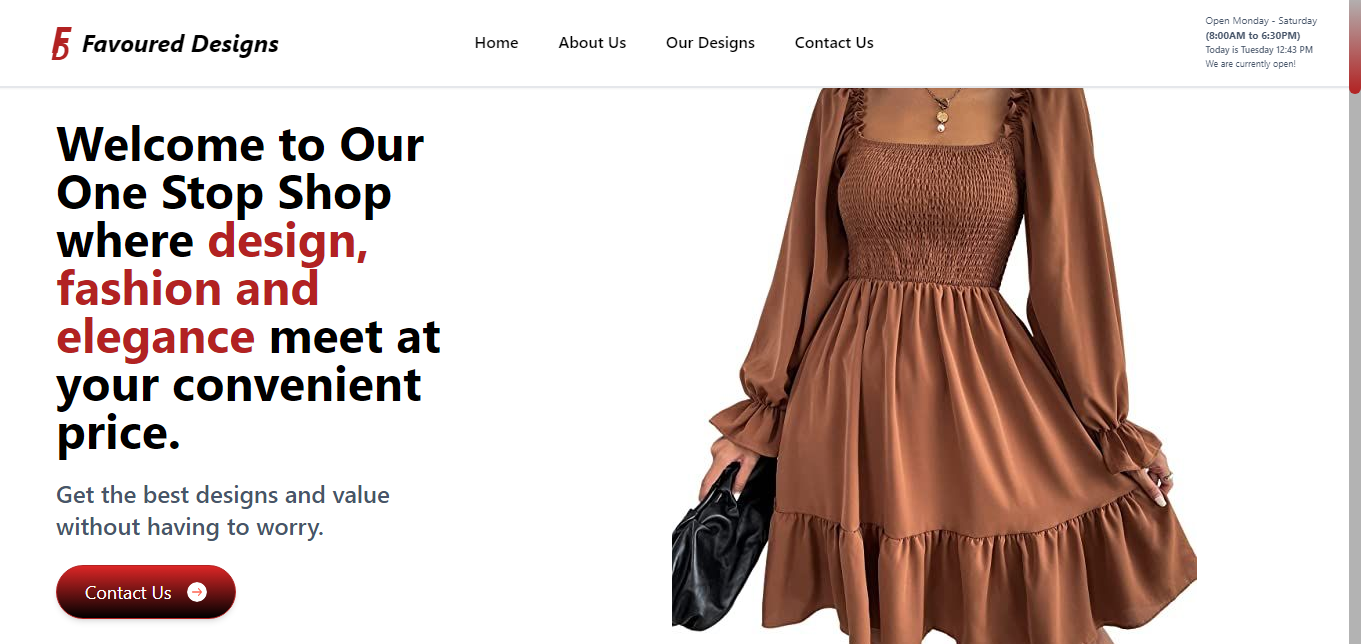 Favoured Designs
Home
About Us
Our Designs
Contact Us
Open Monday - Saturday
(8:00AM to 6:30PM)
Today is Tuesday 12:43 PM
We are currently open!
Welcome to Our
One Stop Shop
where design,
fashion and
elegance meet at
your convenient
price.
Get the best designs and value
without having to worry.
Contact Us